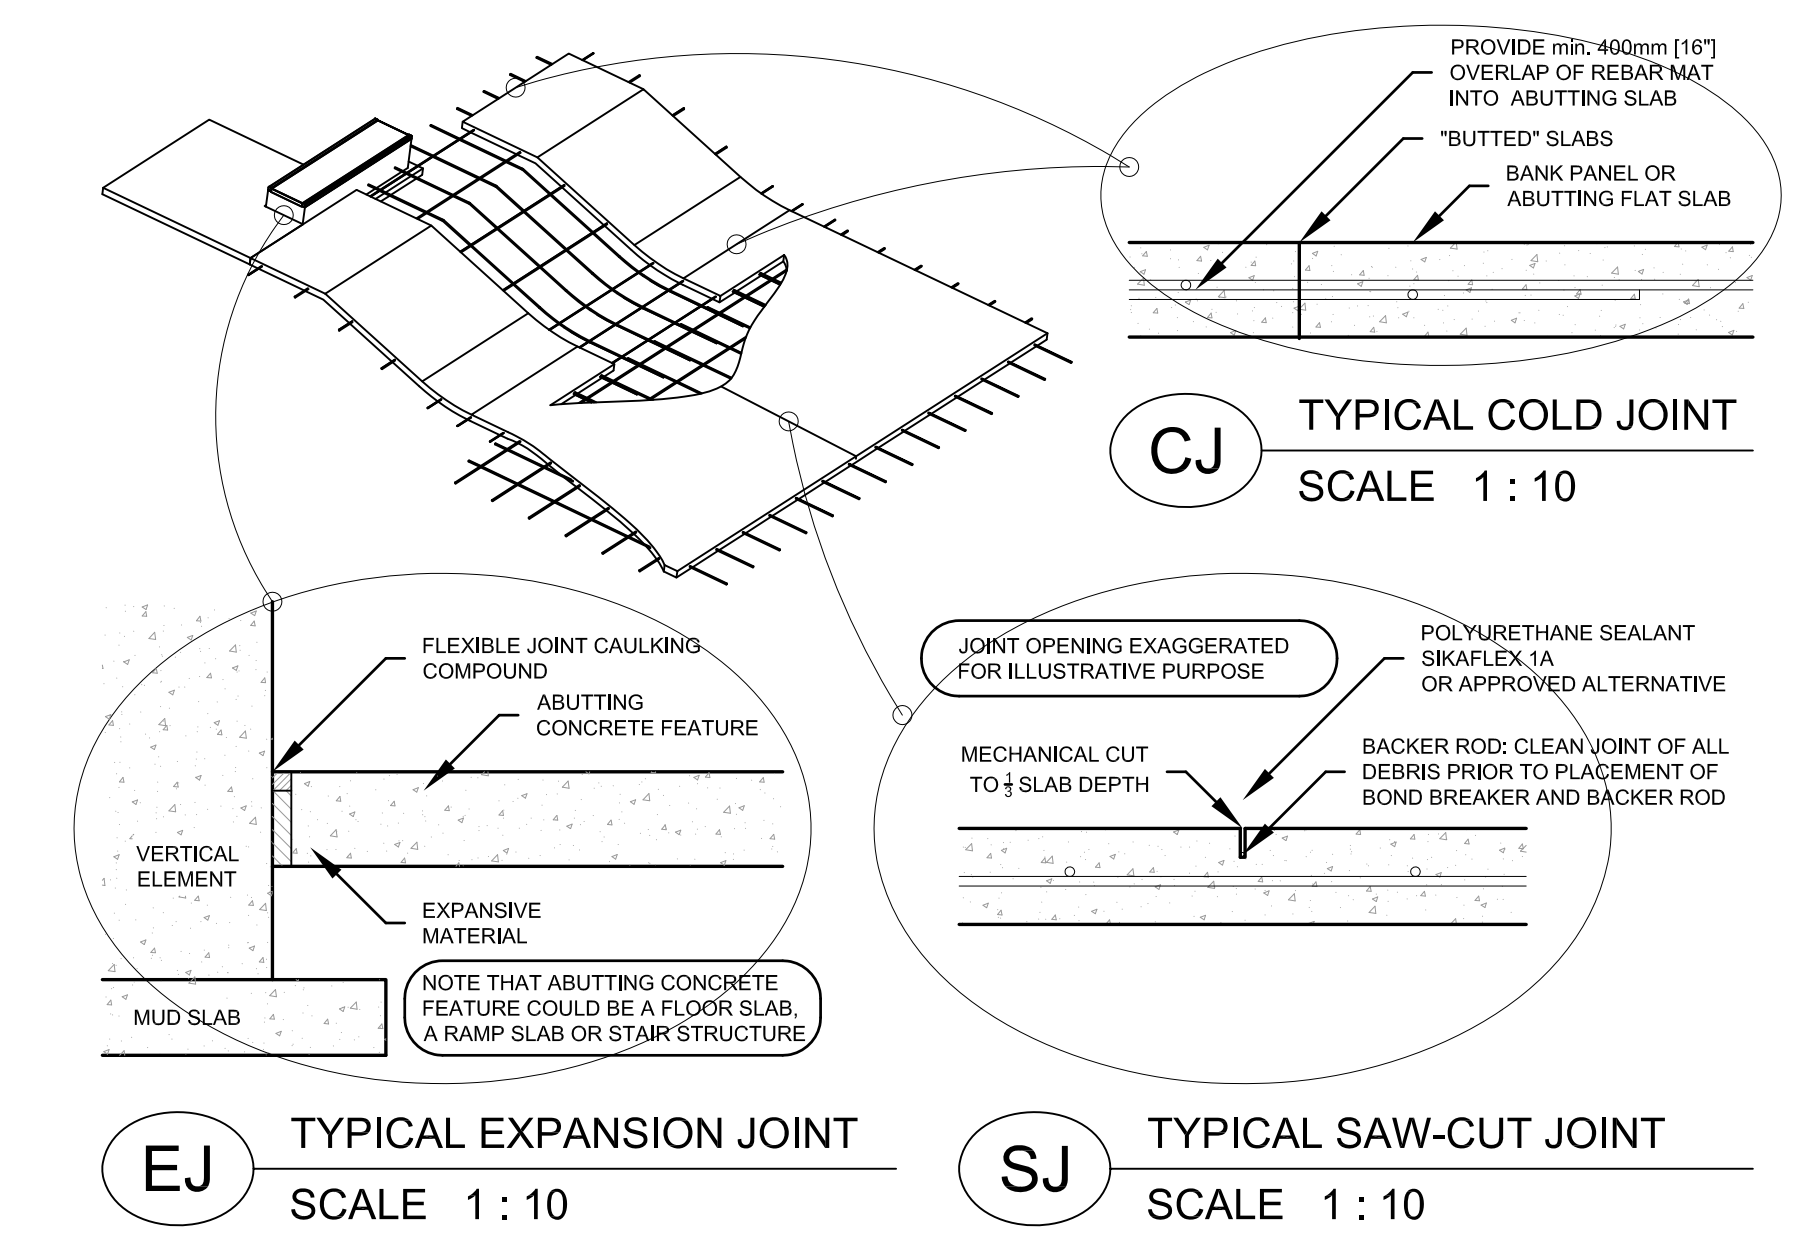 PROVIDE min. 400mm [16"]
OVERLAP OF REBAR MAT
INTO ABUTTING SLAB
"BUTTED" SLABS
BANK PANEL OR
ABUTTING FLAT SLAB
CJ
TYPICAL COLD JOINT
SCALE 1 : 10
FLEXIBLE JOINT CAULKING
COMPOUND
ABUTTING
CONCRETE FEATURE
VERTICAL
ELEMENT
EXPANSIVE
MATERIAL
MUD SLAB
NOTE THAT ABUTTING CONCRETE
FEATURE COULD BE A FLOOR SLAB,
A RAMP SLAB OR STAIR STRUCTURE
EJ
TYPICAL EXPANSION JOINT
SCALE 1 : 10
JOINT OPENING EXAGGERATED
FOR ILLUSTRATIVE PURPOSE
POLYURETHANE SEALANT
SIKAFLEX 1A
OR APPROVED ALTERNATIVE
MECHANICAL CUT
TO 1/3 SLAB DEPTH
BACKER ROD: CLEAN JOINT OF ALL
DEBRIS PRIOR TO PLACEMENT OF
BOND BREAKER AND BACKER ROD
SJ
TYPICAL SAW-CUT JOINT
SCALE 1 : 10